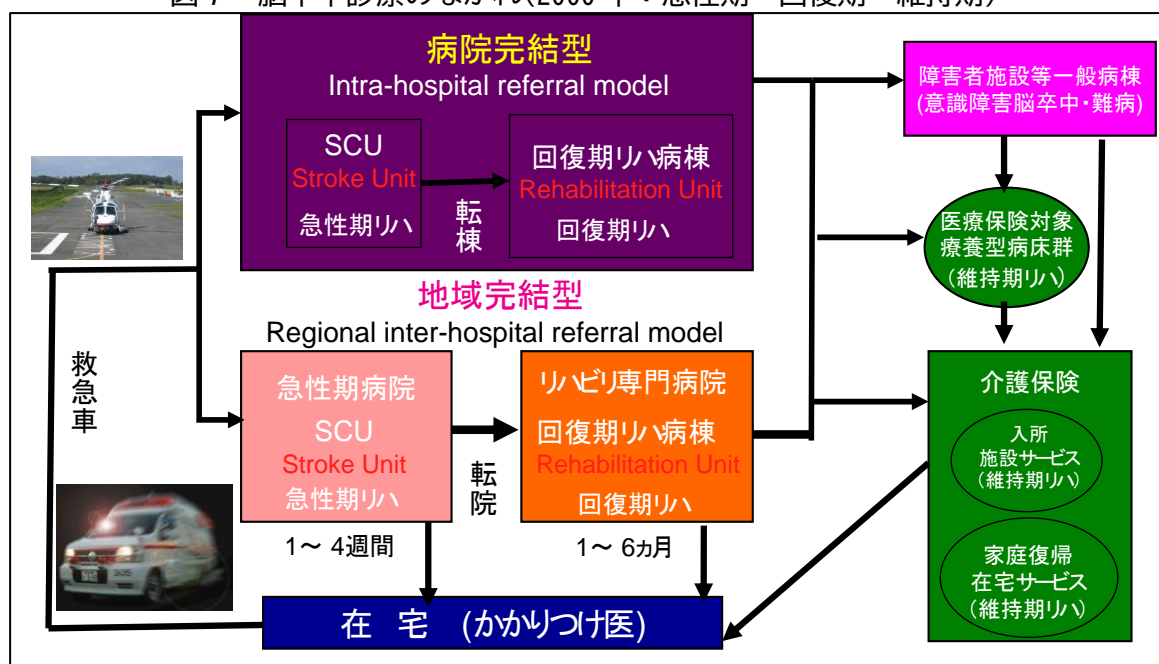 病院完結型
Intra-hospital referral model
SCU
Stroke Unit
急性期リハ
転棟
回復期リハ病棟
Rehabilitation Unit
回復期リハ
地域完結型
Regional inter-hospital referral model
急性期病院
SCU
Stroke Unit
急性期リハ
1～ 4週間
転院
リハビリ専門病院
回復期リハ病棟
Rehabilitation Unit
回復期リハ
1～ 6ヵ月
救急車
在 宅 (かかりつけ医)
障害者施設等一般病棟
(意識障害脳卒中・難病)
医療保険対象
療養型病床群
(維持期リハ)
介護保険
入所
施設サービス
(維持期リハ)
家庭復帰
在宅サービス
(維持期リハ)